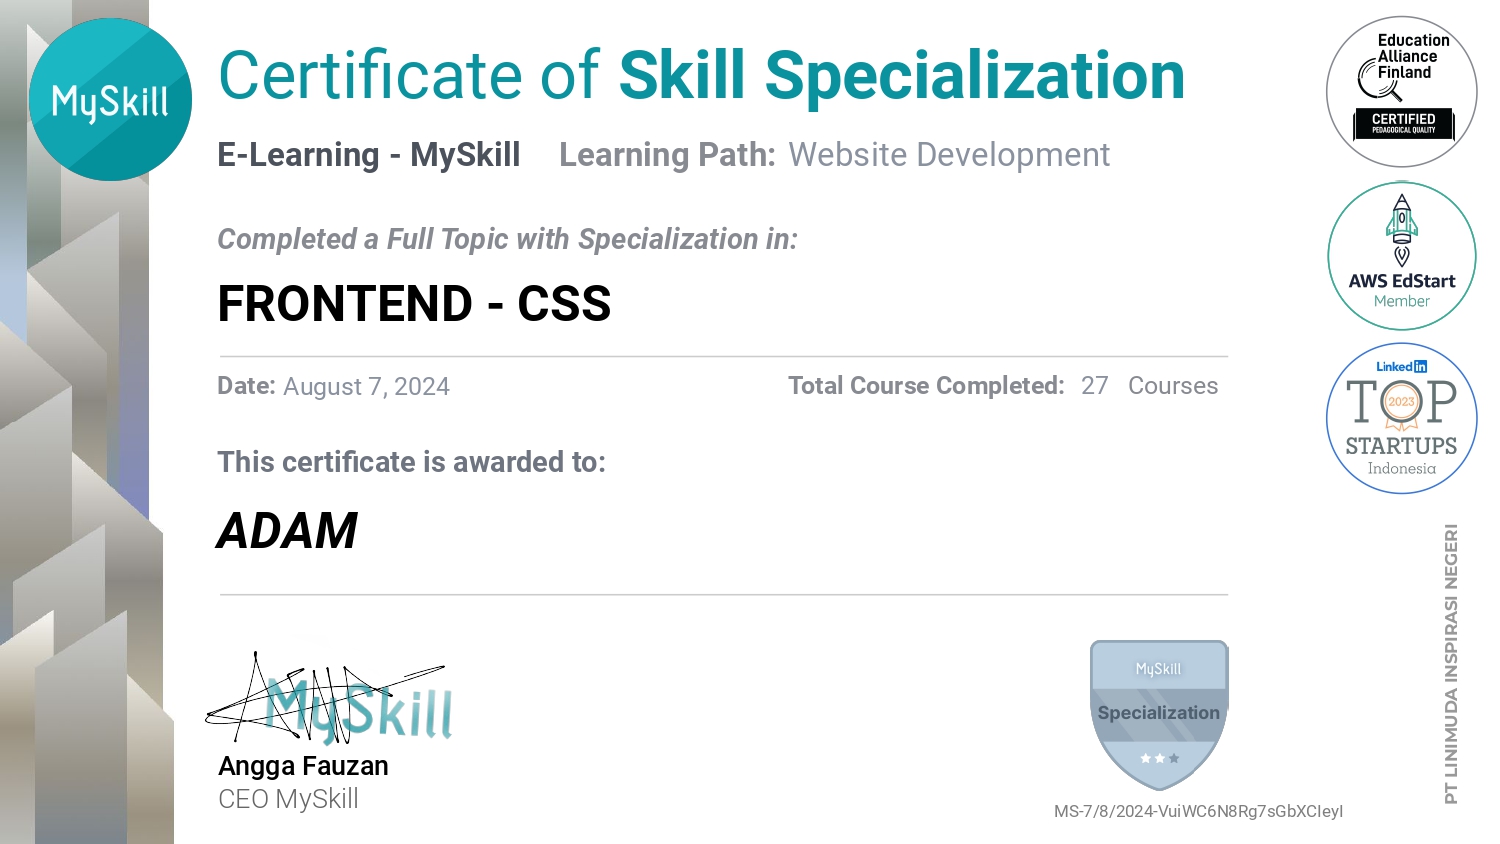 MySkill
Certificate of Skill Specialization
E-Learning - MySkill Learning Path: Website Development
Completed a Full Topic with Specialization in:
FRONTEND - CSS
Date: August 7, 2024 Total Course Completed: 27 Courses
This certificate is awarded to:
ADAM
MySkill
Angga Fauzan
CEO MySkill
MySkill
Specialization
MS-7/8/2024-VuiWC6N8Rg7sGbXCIeyI
Education
Alliance
Finland
CERTIFIED
PEDAGOGICAL QUALITY
AWS EdStart
Member
Linked in
TOP
2023
STARTUPS
Indonesia
PT LINIMUDA INSPIRASI NEGERI